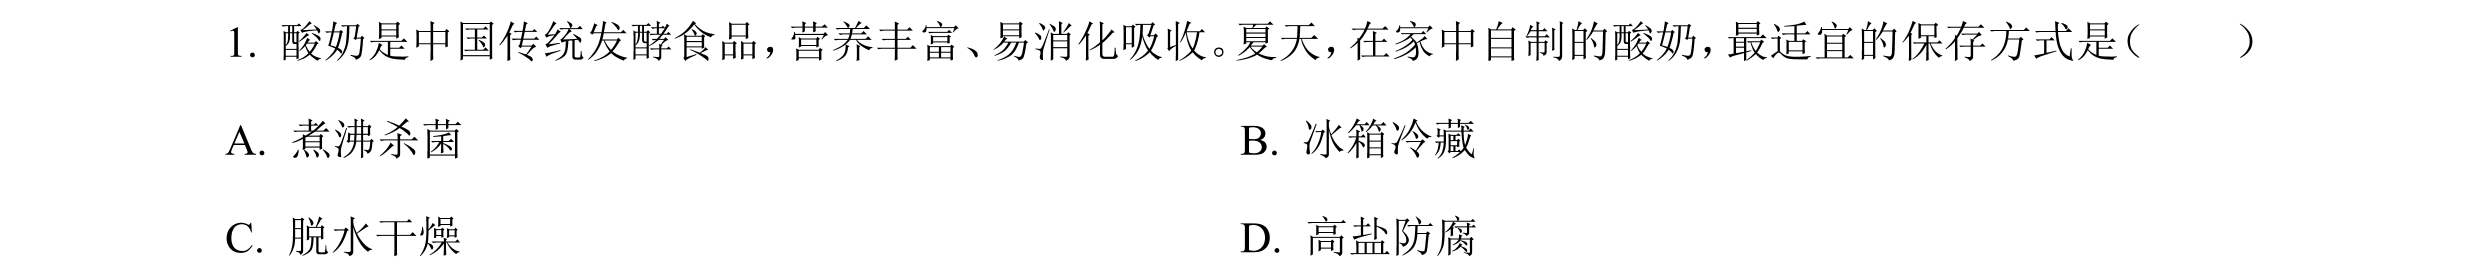 1. 酸奶是中国传统发酵食品，营养丰富、易消化吸收。夏天，在家中自制的酸奶，最适宜的保存方式是（　　）
A. 煮沸杀菌 B. 冰箱冷藏
C. 脱水干燥 D. 高盐防腐